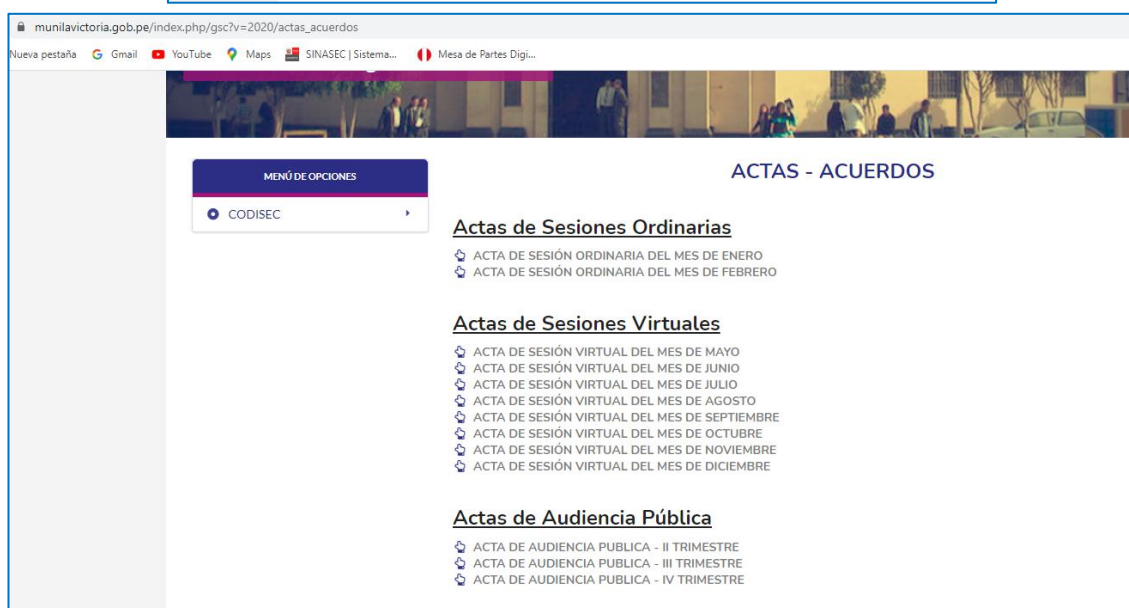 munilavictoria.gob.pe/index.php/gsc?v=2020/actas_acuerdos
Nueva pestaña Gmail YouTube Maps SINASEC | Sistema... Mesa de Partes Digi...
MENÚ DE OPCIONES
CODISEC
ACTAS - ACUERDOS
Actas de Sesiones Ordinarias
ACTA DE SESIÓN ORDINARIA DEL MES DE ENERO
ACTA DE SESIÓN ORDINARIA DEL MES DE FEBRERO
Actas de Sesiones Virtuales
ACTA DE SESIÓN VIRTUAL DEL MES DE MAYO
ACTA DE SESIÓN VIRTUAL DEL MES DE JUNIO
ACTA DE SESIÓN VIRTUAL DEL MES DE JULIO
ACTA DE SESIÓN VIRTUAL DEL MES DE AGOSTO
ACTA DE SESIÓN VIRTUAL DEL MES DE SEPTIEMBRE
ACTA DE SESIÓN VIRTUAL DEL MES DE OCTUBRE
ACTA DE SESIÓN VIRTUAL DEL MES DE NOVIEMBRE
ACTA DE SESIÓN VIRTUAL DEL MES DE DICIEMBRE
Actas de Audiencia Pública
ACTA DE AUDIENCIA PUBLICA - II TRIMESTRE
ACTA DE AUDIENCIA PUBLICA - III TRIMESTRE
ACTA DE AUDIENCIA PUBLICA - IV TRIMESTRE